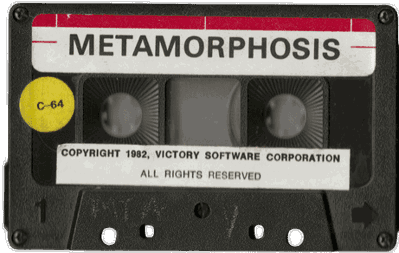 METAMORPHOSIS
C-64
COPYRIGHT 1982, VICTORY SOFTWARE CORPORATION
ALL RIGHTS RESERVED
1